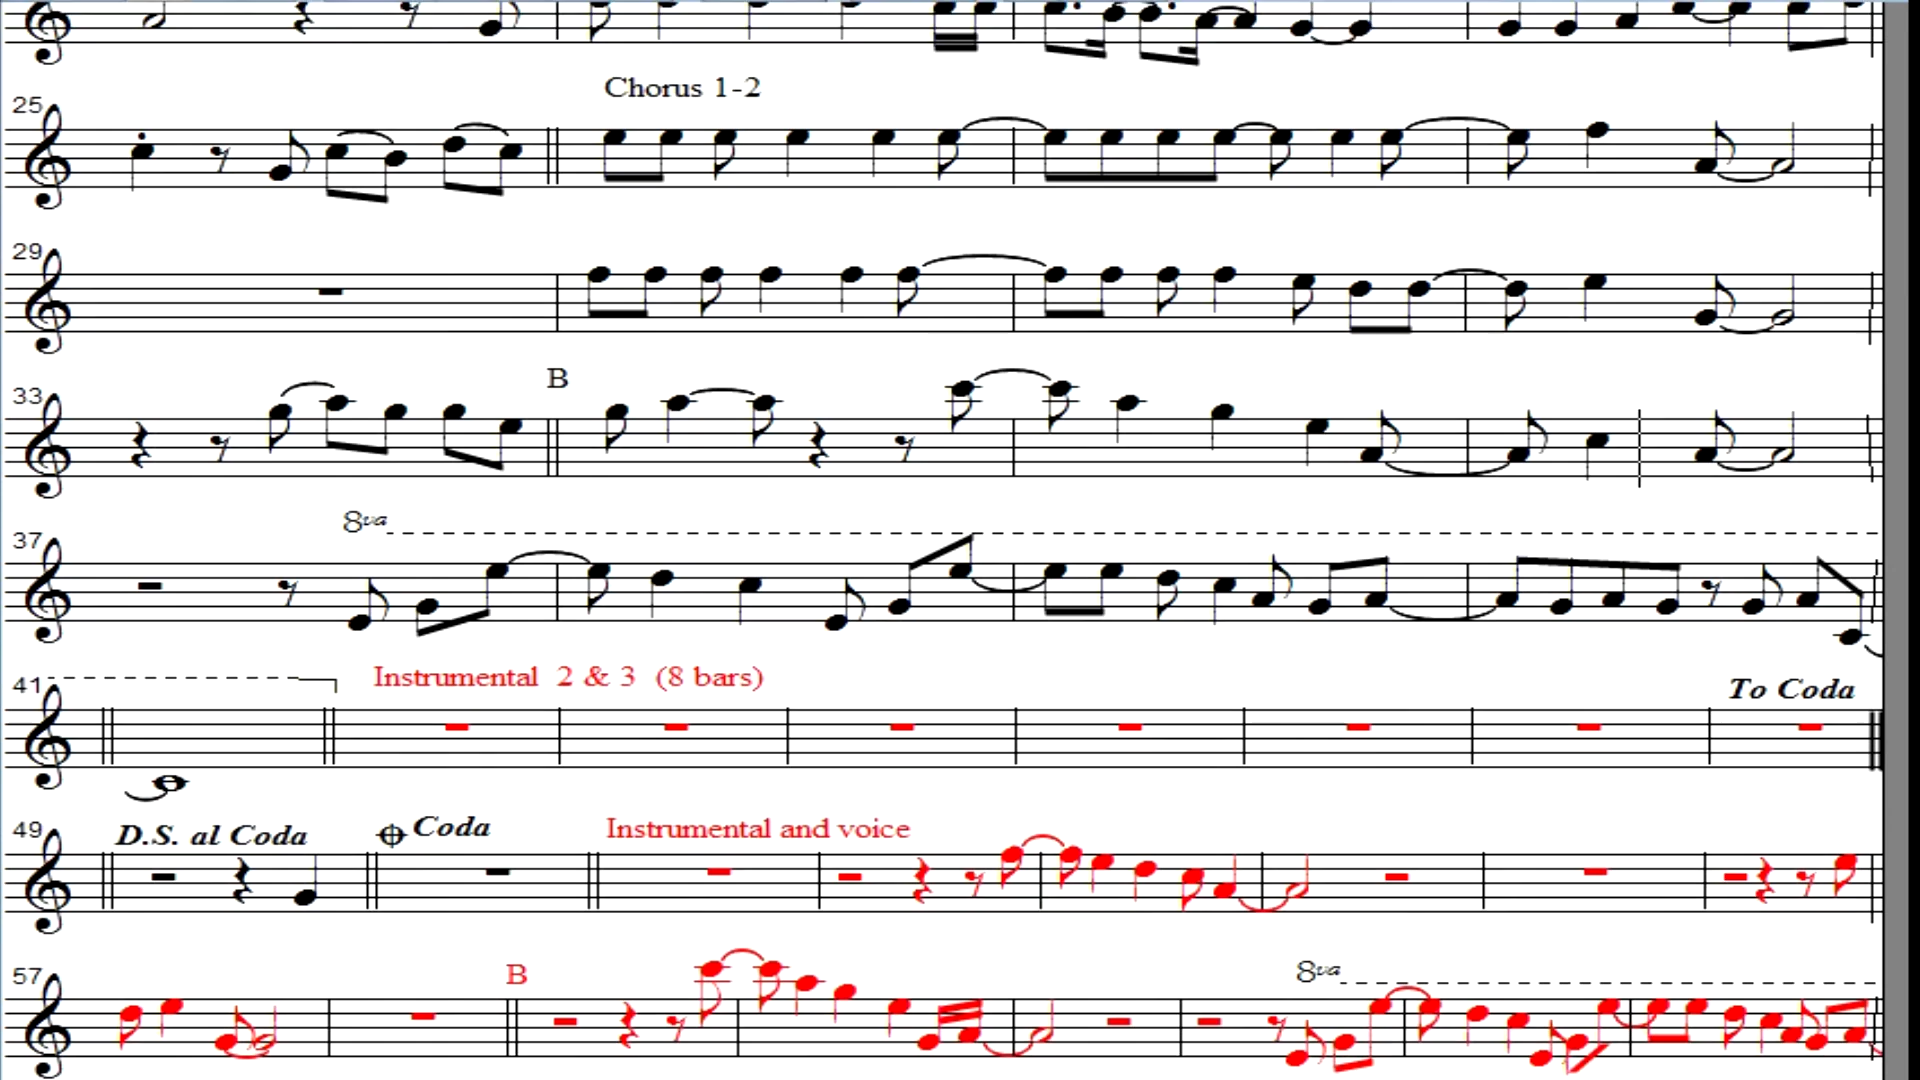 Chorus 1-2
25
29
B
33
8va
37
41 Instrumental 2 & 3 (8 bars) To Coda
49 D.S. al Coda Coda Instrumental and voice
57 B 8va